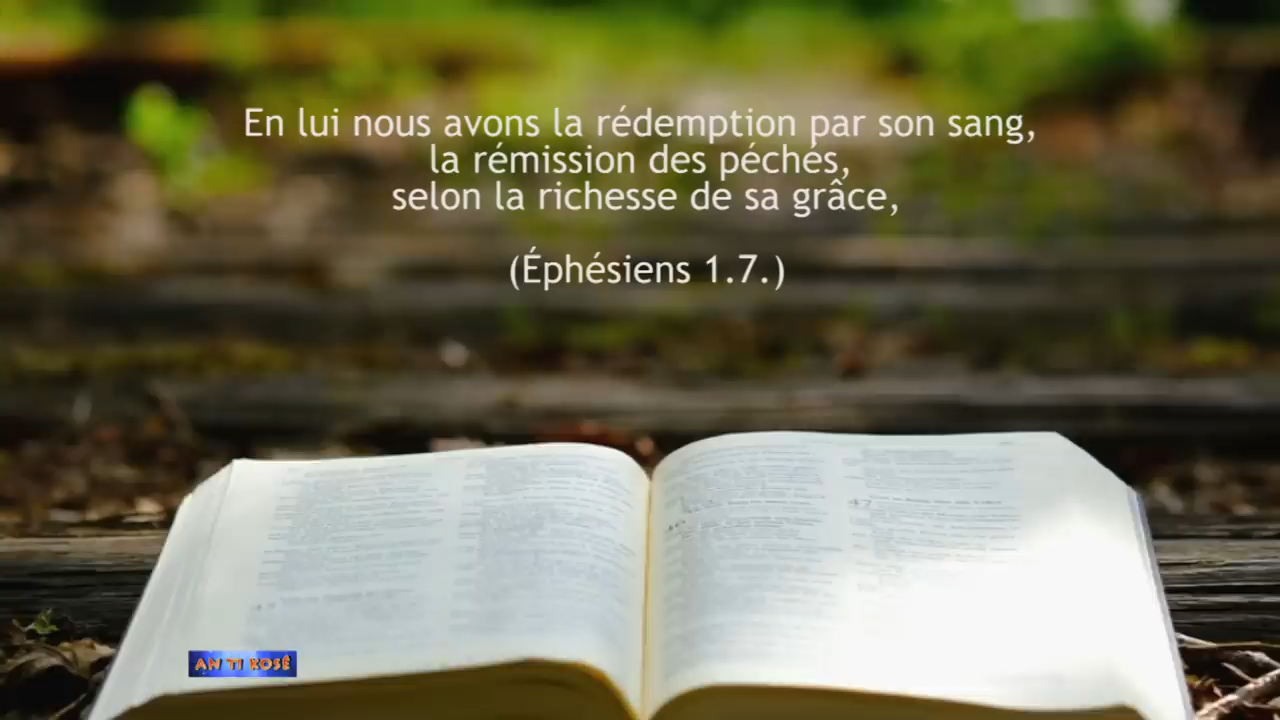 En lui nous avons la rédemption par son sang,
la rémission des péchés,
selon la richesse de sa grâce,
(Éphésiens 1.7.)
AN TI KOSÉ